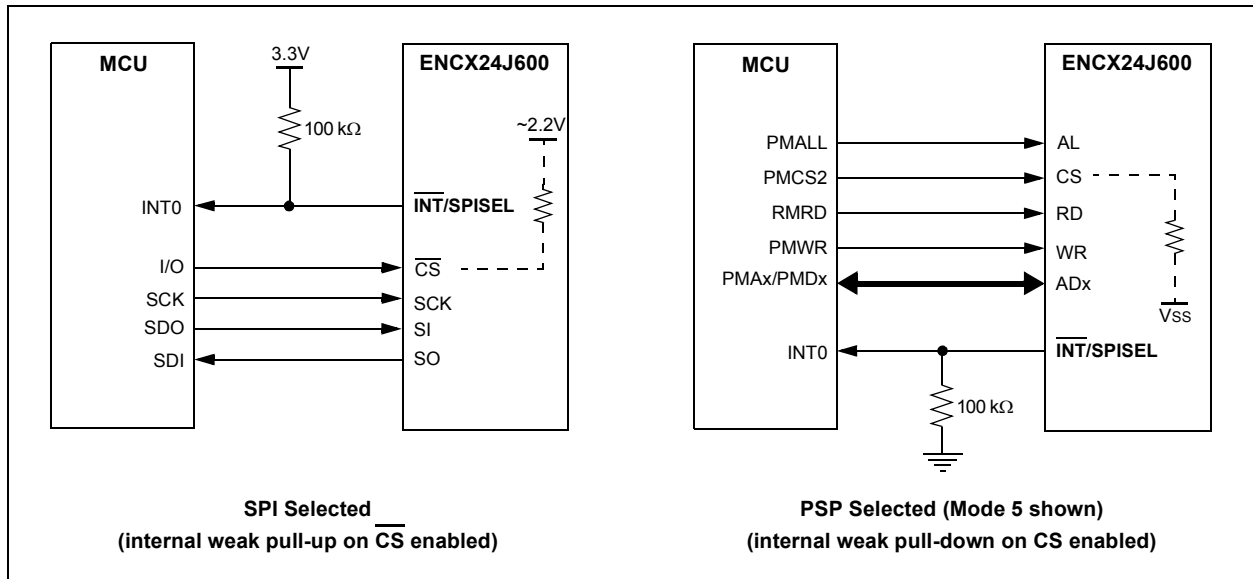 MCU
3.3V
100 kΩ
ENCX24J600
~2.2V
INT0
INT/SPISEL
I/O
CS
SCK
SCK
SDO
SI
SDI
SO
SPI Selected
(internal weak pull-up on CS enabled)
MCU
ENCX24J600
PMALL
AL
PMCS2
CS
RMRD
RD
PMWR
WR
PMAx/PMDx
ADx
VSS
INT0
INT/SPISEL
100 kΩ
PSP Selected (Mode 5 shown)
(internal weak pull-down on CS enabled)